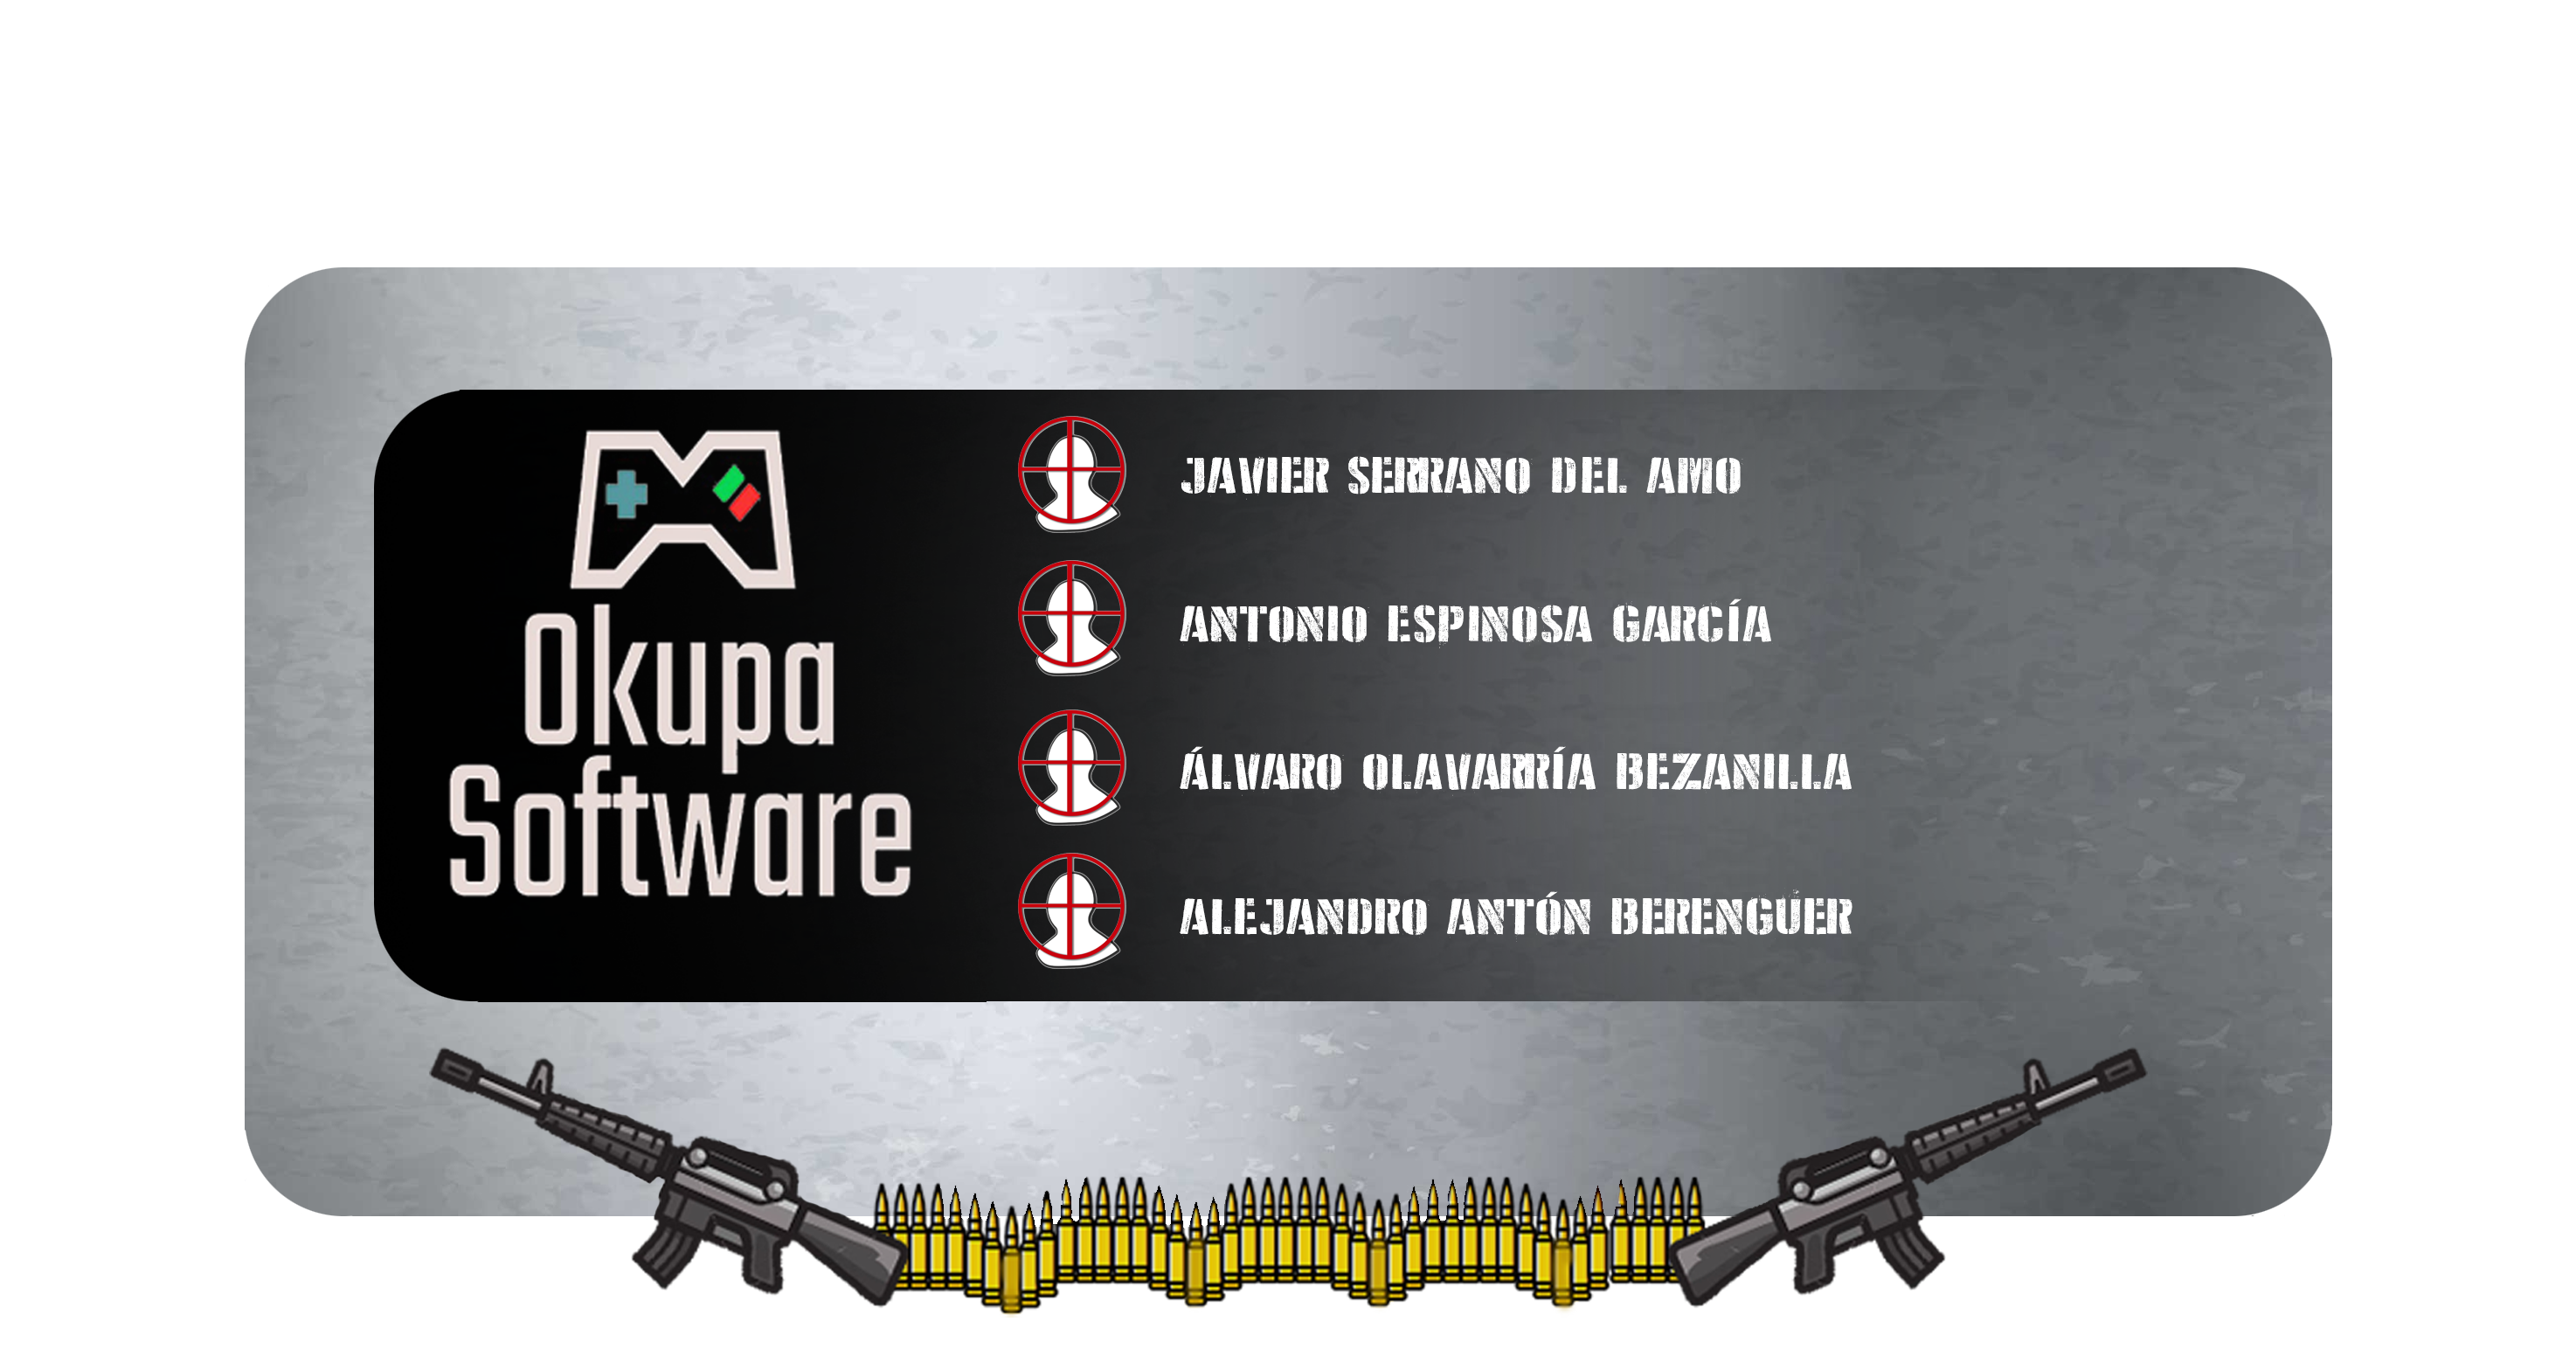 Okupa
Software
JAVIER SERRANO DEL AMO
ANTONIO ESPINOSA GARCÍA
ÁLVARO OLAVARRÍA BEZANILLA
ALEJANDRO ANTÓN BERENGUER